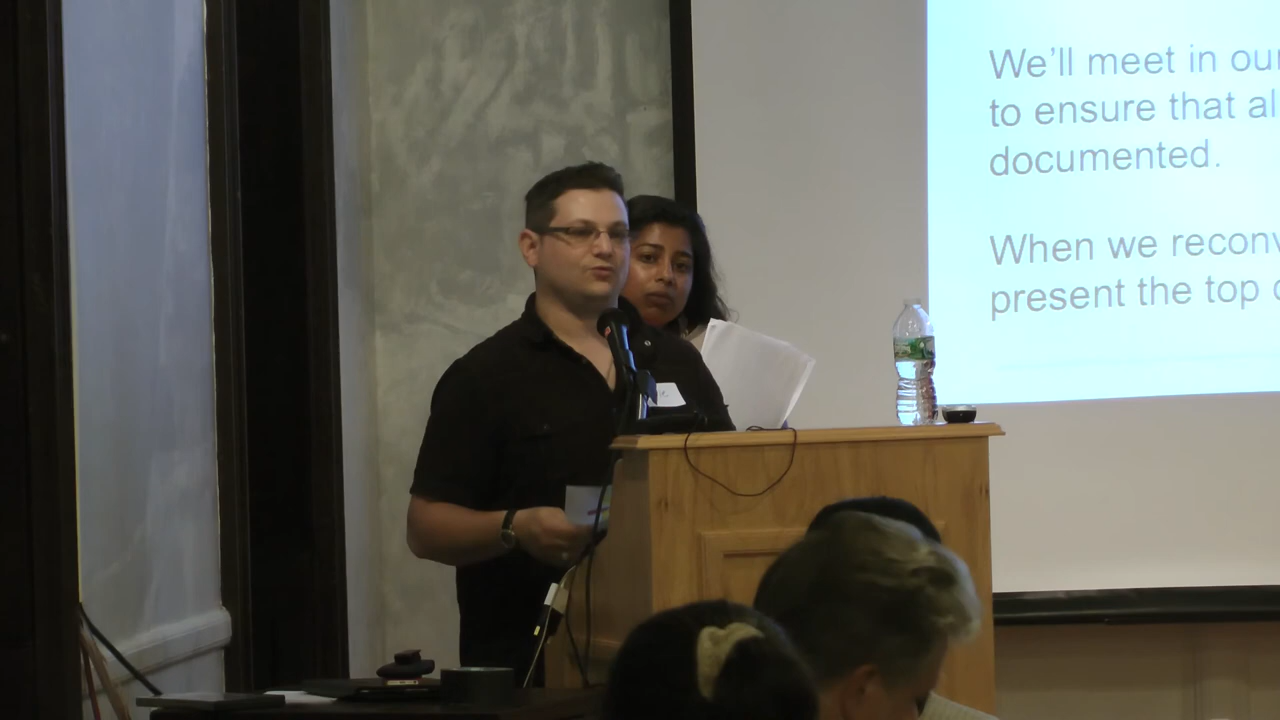 We'll meet in our
to ensure that al
documented.
When we reconv
present the top